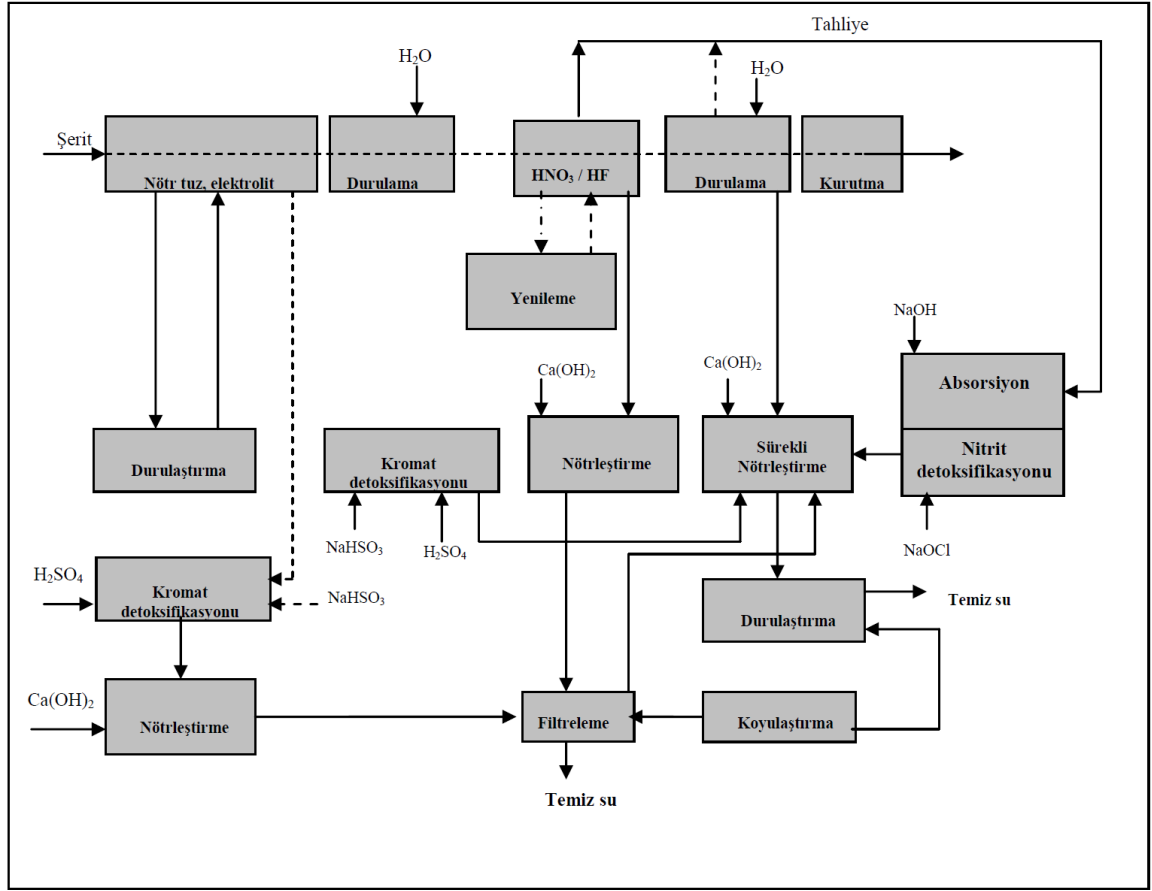 Tahliye
H₂O
H₂O
Şerit
Nötr tuz, elektrolit
Durulama
HNO₃ / HF
Durulama
Kurutma
Yenileme
NaOH
Ca(OH)₂
Ca(OH)₂
Absorsiyon
Durulaştırma
Kromat
detoksifikasyonu
Nötrleştirme
Sürekli
Nötrleştirme
Nitrit
detoksifikasyonu
NaHSO₃
H₂SO₄
NaOCl
H₂SO₄
Kromat
detoksifikasyonu
NaHSO₃
Durulaştırma
Temiz su
Ca(OH)₂
Nötrleştirme
Filtreleme
Koyulaştırma
Temiz su